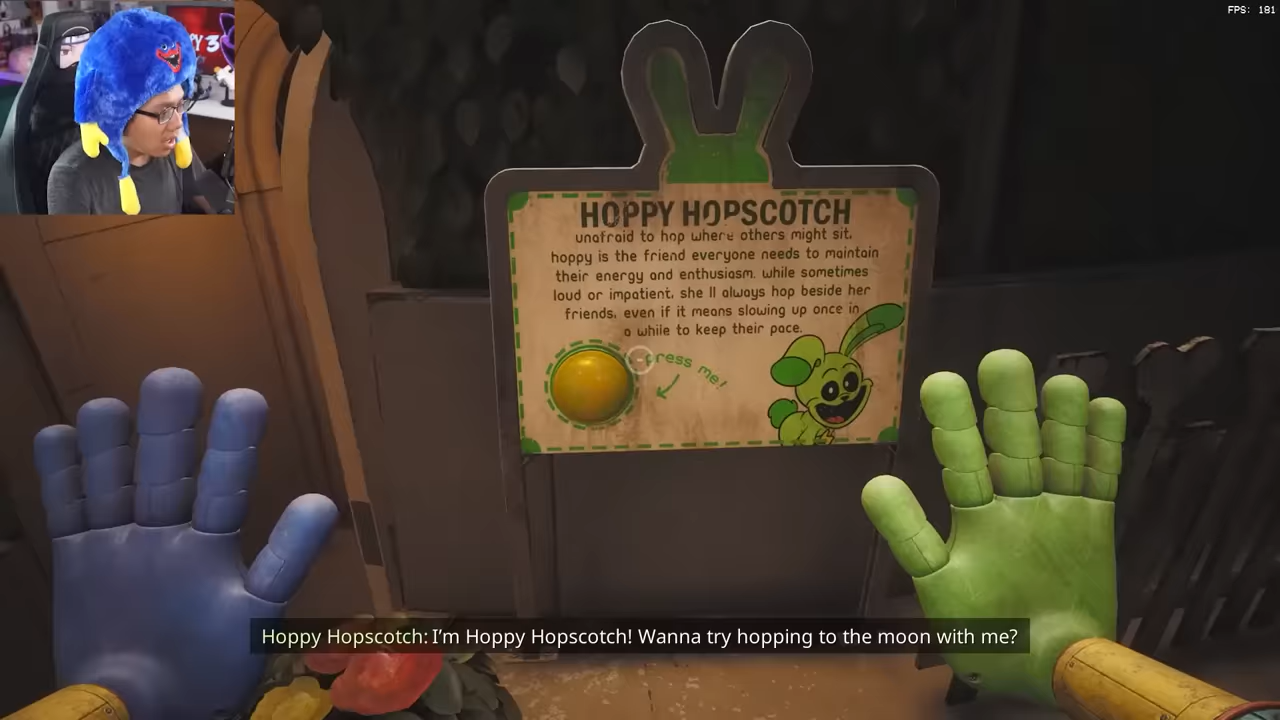 FPS: 181
HOPPY HOPSCOTCH
unafraid to hop where others might sit,
hoppy is the friend everyone needs to maintain
their energy and enthusiasm. while sometimes
loud or impatient, she ll always hop beside her
friends, even if it means slowing up once in
a while to keep their pace.
press me!
Hoppy Hopscotch: I'm Hoppy Hopscotch! Wanna try hopping to the moon with me?